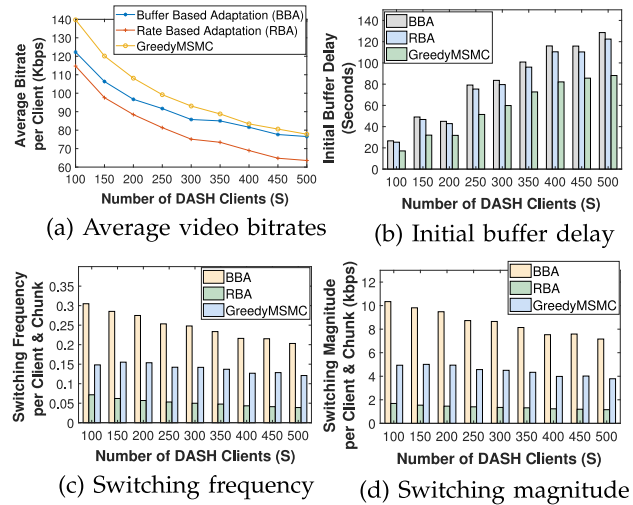 140
130
120
110
100
90
80
70
60
100 150 200 250 300 350 400 450 500
Average Bitrate
per Client (Kbps)
Number of DASH Clients (S)
Buffer Based Adaptation (BBA)
Rate Based Adaptation (RBA)
GreedyMSMC
(a) Average video bitrates
140
120
100
80
60
40
20
0
100 150 200 250 300 350 400 450 500
Initial Buffer Delay
(Seconds)
Number of DASH Clients (S)
BBA
RBA
GreedyMSMC
(b) Initial buffer delay
0.35
0.3
0.25
0.2
0.15
0.1
0.05
0
100 150 200 250 300 350 400 450 500
Switching Frequency
per Client & Chunk
Number of DASH Clients (S)
BBA
RBA
GreedyMSMC
(c) Switching frequency
12
10
8
6
4
2
0
100 150 200 250 300 350 400 450 500
Switching Magnitude
per Client & Chunk (kbps)
Number of DASH Clients (S)
BBA
RBA
GreedyMSMC
(d) Switching magnitude